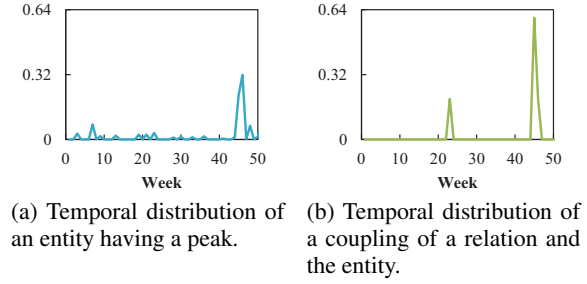 0.64
0.32
0
0 10 20 30 40 50
Week
(a) Temporal distribution of
an entity having a peak.
0.64
0.32
0
0 10 20 30 40 50
Week
(b) Temporal distribution of
a coupling of a relation and
the entity.